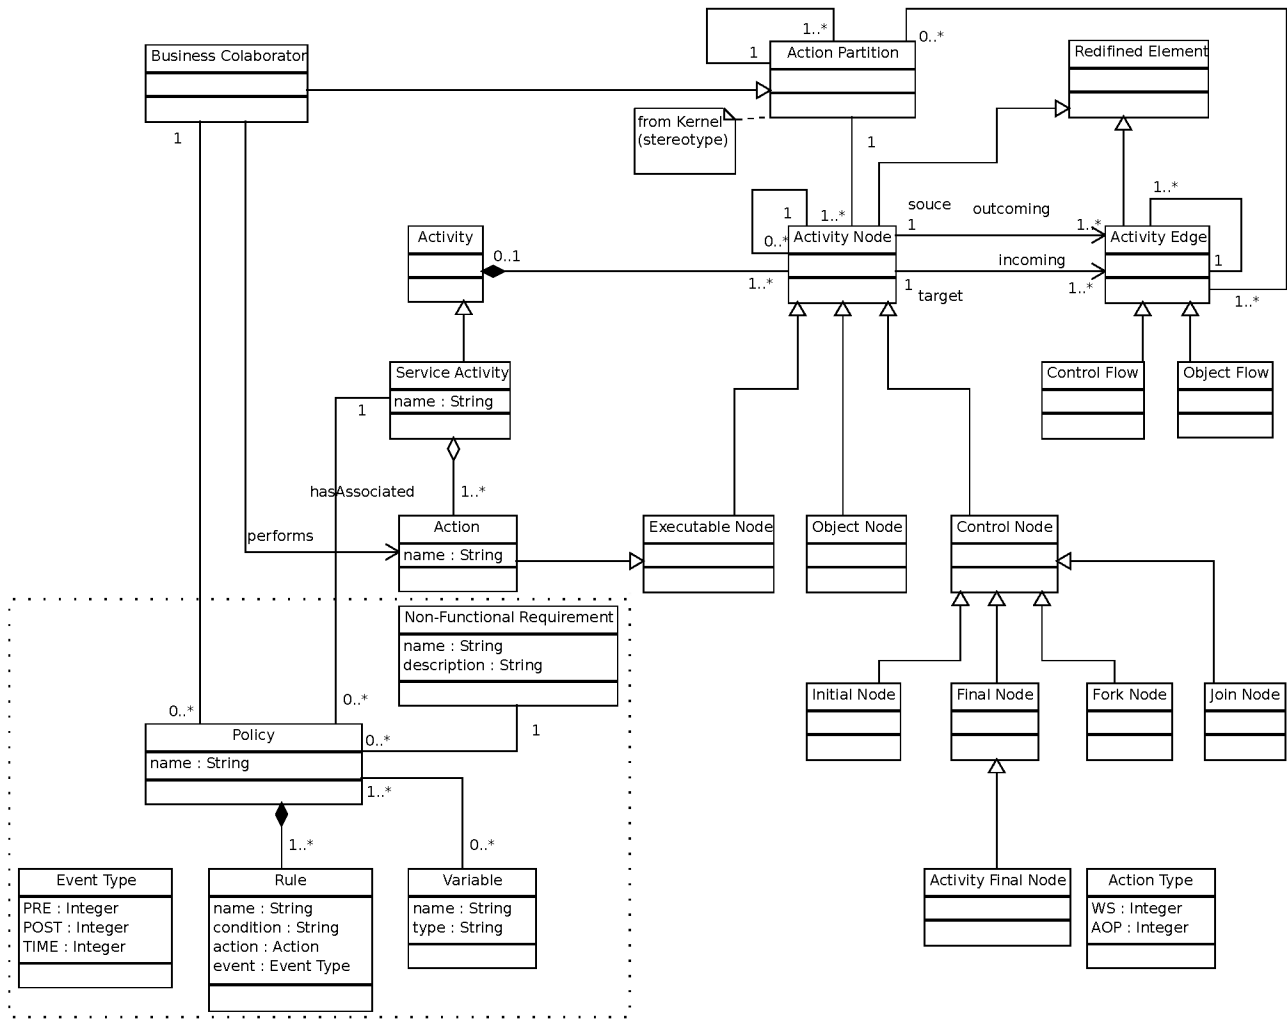 1..*
0..*
Business Colaborator
1
Action Partition
Redifined Element
from Kernel
(stereotype)
1
1
1..*
souce
outcoming
1
1..*
1
1..*
Activity
0..1
0..*
Activity Node
Activity Edge
1
incoming
1..*
1
target
1..*
1..*
Service Activity
name : String
1
Control Flow
Object Flow
hasAssociated
1..*
performs
Action
name : String
Executable Node
Object Node
Control Node
Non-Functional Requirement
name : String
description : String
0..*
0..*
1
Initial Node
Final Node
Fork Node
Join Node
Policy
name : String
0..*
1..*
1..*
0..*
Event Type
PRE : Integer
POST : Integer
TIME : Integer
Rule
name : String
condition : String
action : Action
event : Event Type
Variable
name : String
type : String
Activity Final Node
Action Type
WS : Integer
AOP : Integer